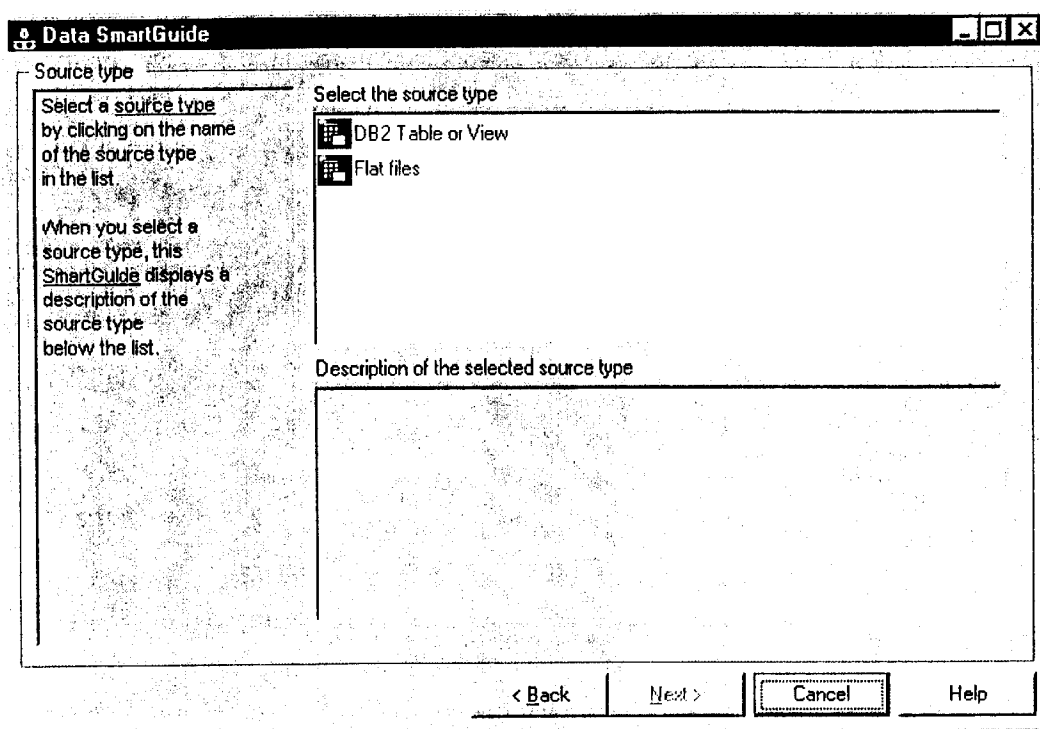 Data SmartGuide
Source type
Select a source type
by clicking on the name
of the source type
in the list.
When you select a
source type, this
SmartGuide displays a
description of the
source type
below the list.
Select the source type
DB2 Table or View
Flat files
Description of the selected source type
< Back
Next >
Cancel
Help